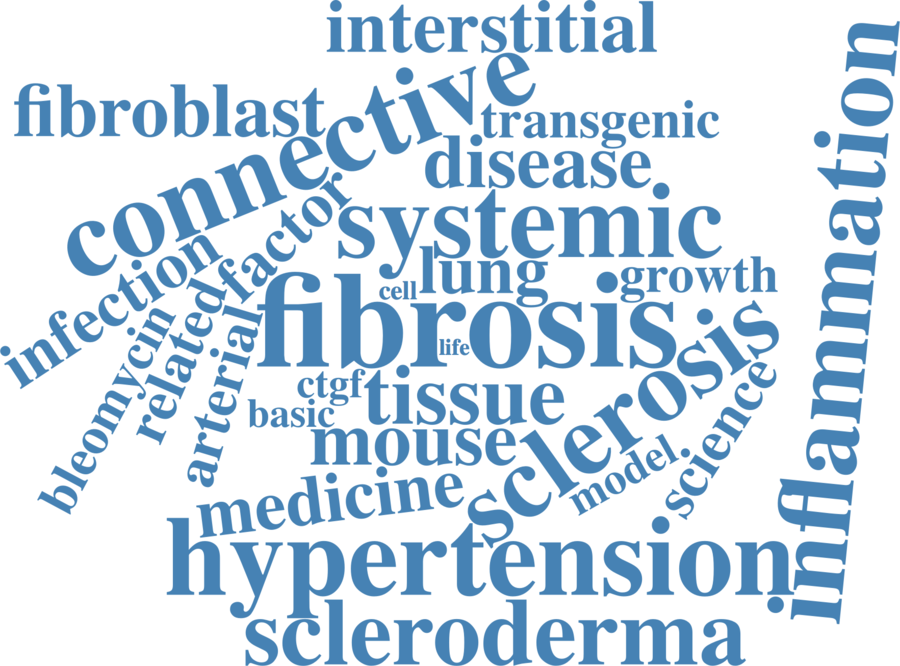 interstitial
fibroblast
connective
transgenic
disease
inflammation
factor
systemic
infection
lung
growth
cell
related
fibrosis
bleomycin
arterial
life
sclerosis
ctgf
tissue
science
basic
mouse
model
medicine
hypertension
scleroderma